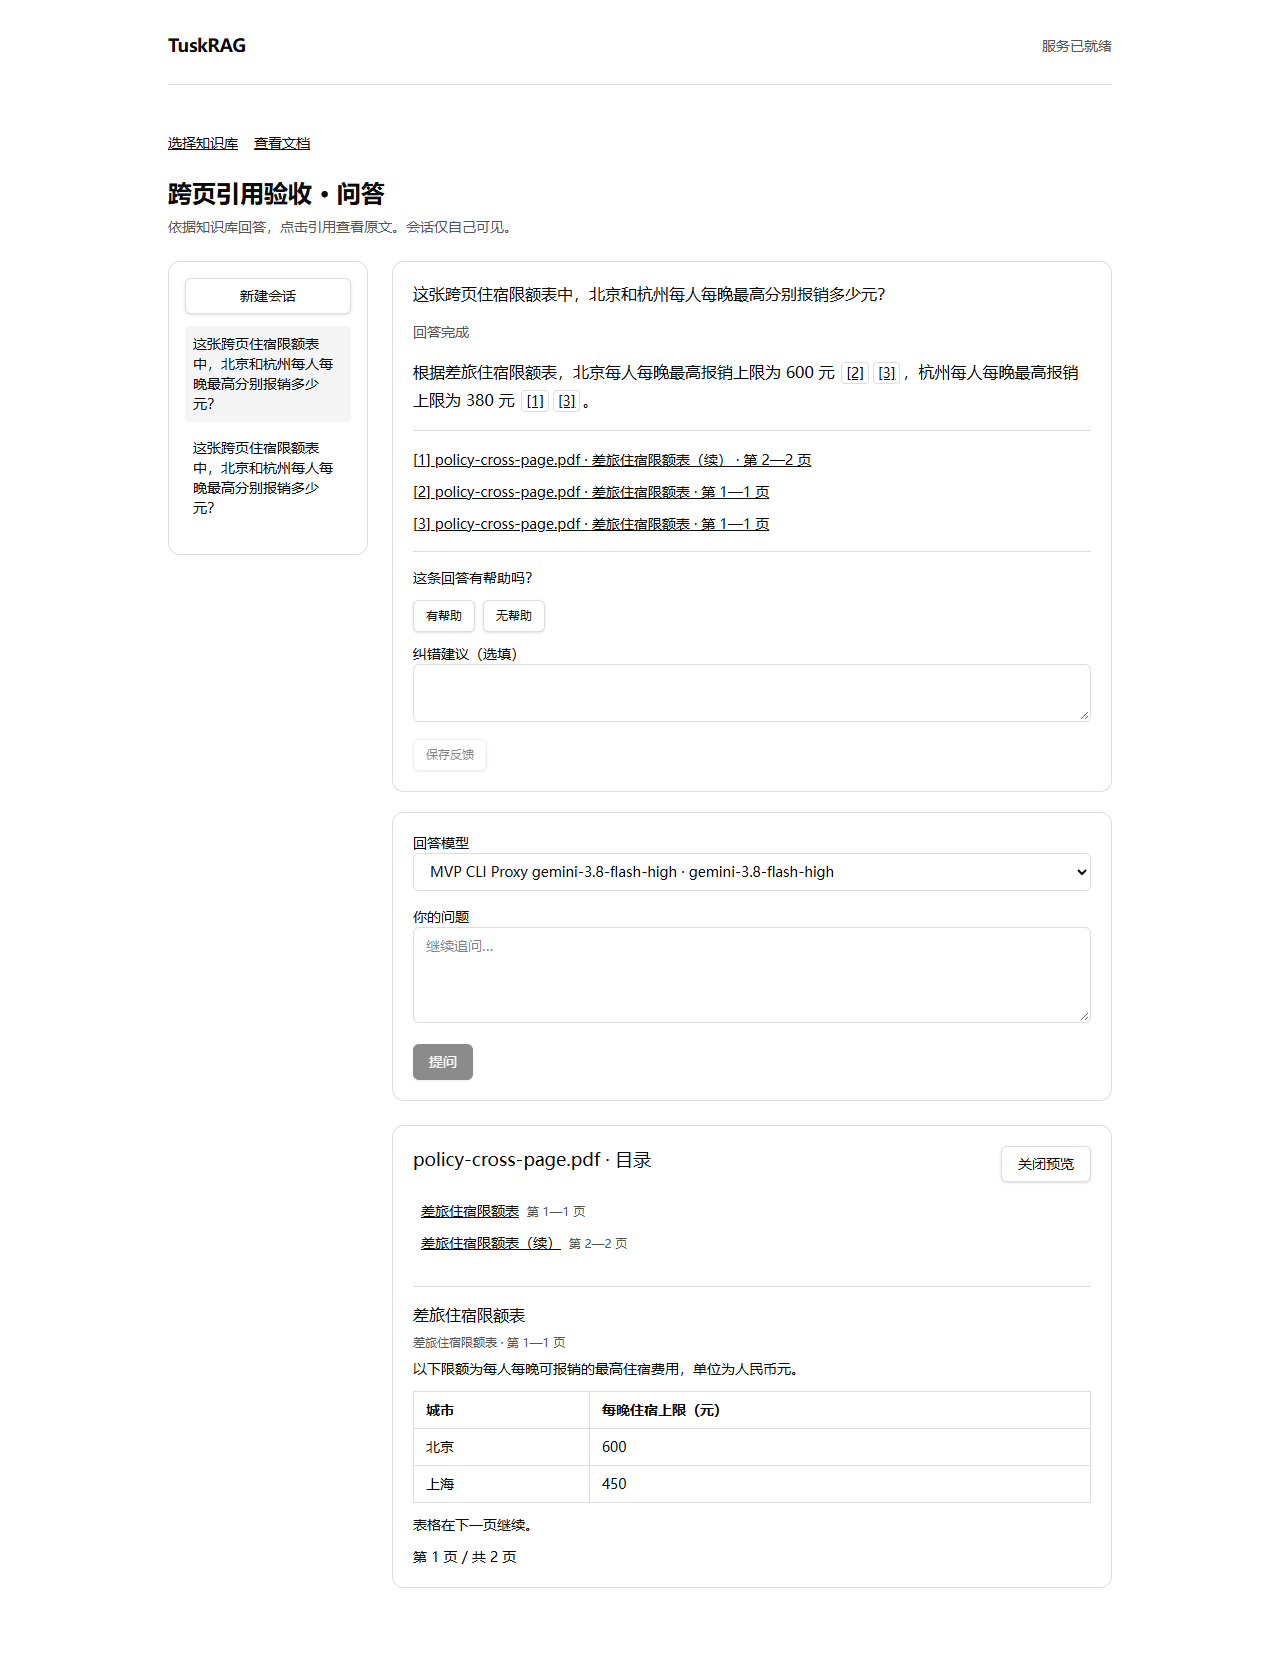 TuskRAG
服务已就绪
选择知识库 查看文档
跨页引用验收 · 问答
依据知识库回答，点击引用查看原文。会话仅自己可见。
新建会话
这张跨页住宿限额表
中，北京和杭州每人每
晚最高分别报销多少
元？
这张跨页住宿限额表
中，北京和杭州每人每
晚最高分别报销多少
元？
这张跨页住宿限额表中，北京和杭州每人每晚最高分别报销多少元？
回答完成
根据差旅住宿限额表，北京每人每晚最高报销上限为 600 元 [2] [3] ，杭州每人每晚最高报销
上限为 380 元 [1] [3] 。
[1] policy-cross-page.pdf · 差旅住宿限额表（续） · 第 2—2 页
[2] policy-cross-page.pdf · 差旅住宿限额表 · 第 1—1 页
[3] policy-cross-page.pdf · 差旅住宿限额表 · 第 1—1 页
这条回答有帮助吗？
有帮助 无帮助
纠错建议（选填）
保存反馈
回答模型
MVP CLI Proxy gemini-3.8-flash-high · gemini-3.8-flash-high
你的问题
继续追问...
提问
policy-cross-page.pdf · 目录
关闭预览
差旅住宿限额表 第 1—1 页
差旅住宿限额表（续） 第 2—2 页
差旅住宿限额表
差旅住宿限额表 · 第 1—1 页
以下限额为每人每晚可报销的最高住宿费用，单位为人民币元。
城市 每晚住宿上限（元）
北京 600
上海 450
表格在下一页继续。
第 1 页 / 共 2 页